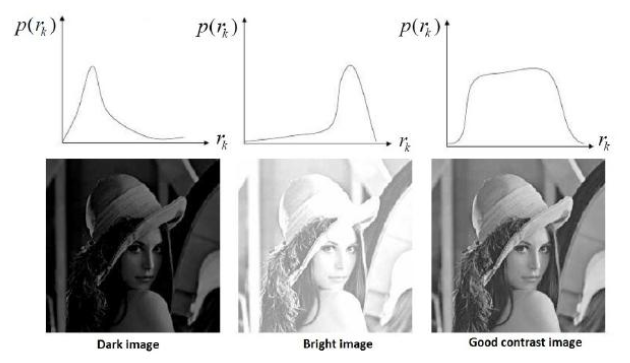 p(r_k) p(r_k) p(r_k)
r_k r_k r_k
Dark image Bright image Good contrast image